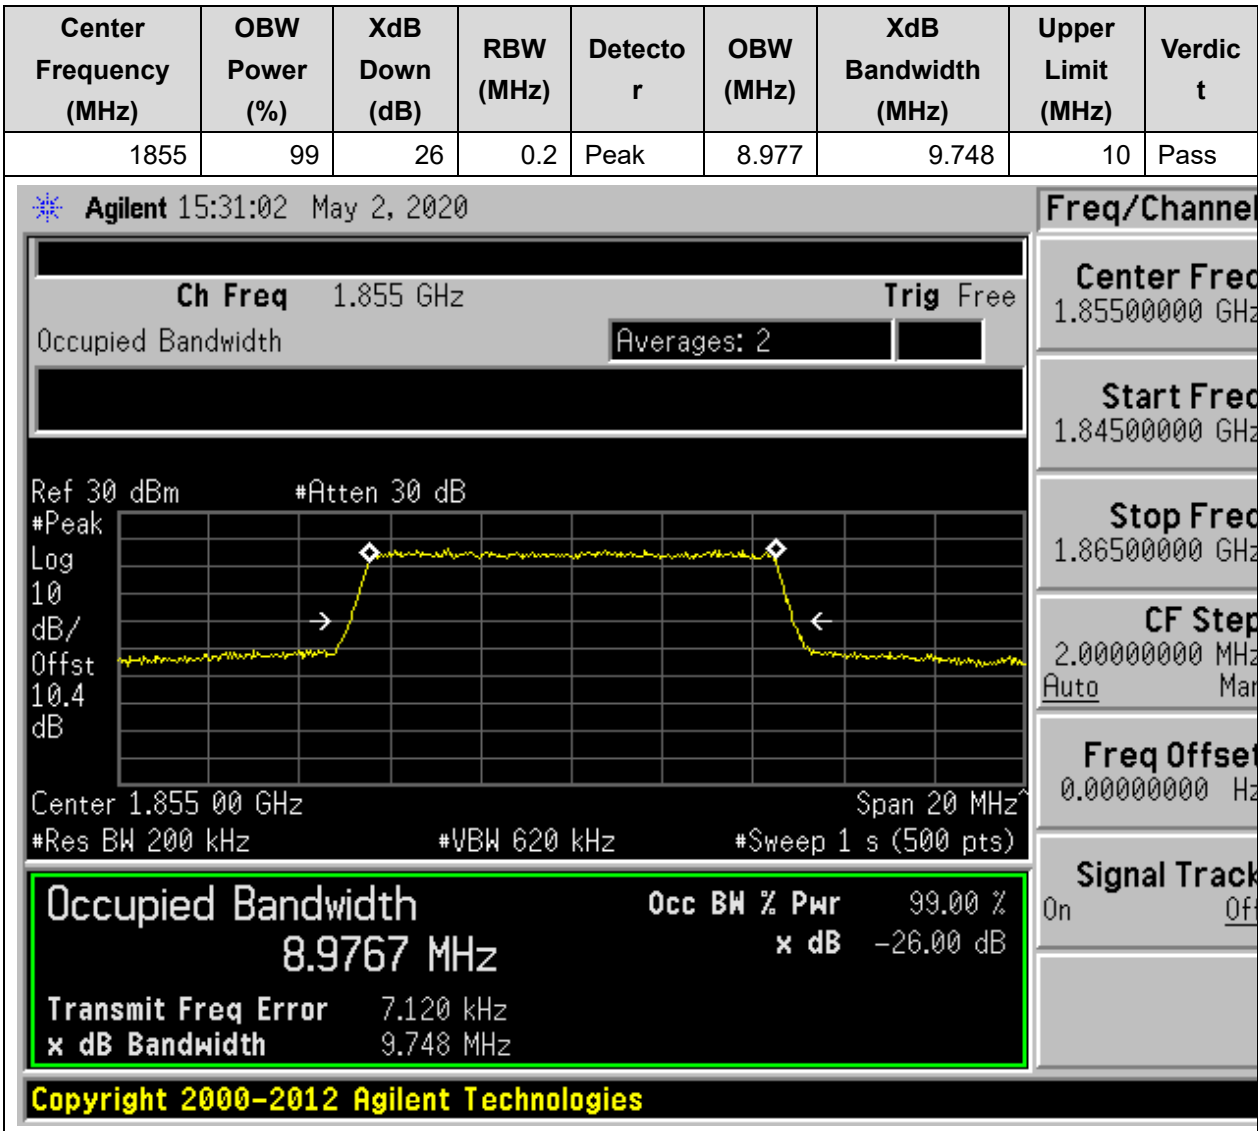 Center Frequency (MHz) OBW Power (%) XdB Down (dB) RBW (MHz) Detecto r OBW (MHz) XdB Bandwidth (MHz) Upper Limit (MHz) Verdic t
1855 99 26 0.2 Peak 8.977 9.748 10 Pass
Agilent 15:31:02 May 2, 2020
Freq/Channel
Ch Freq 1.855 GHz Trig Free
Occupied Bandwidth Averages: 2
Center Freq
1.85500000 GHz
Start Freq
1.84500000 GHz
Stop Freq
1.86500000 GHz
CF Step
2.00000000 MHz
Auto Man
Freq Offset
0.00000000 Hz
Signal Track
On Off
Ref 30 dBm #Atten 30 dB
#Peak
Log
10
dB/
Offst
10.4
dB
Center 1.855 00 GHz Span 20 MHz^
#Res BW 200 kHz #VBW 620 kHz #Sweep 1 s (500 pts)
Occupied Bandwidth Occ BW % Pwr 99.00 %
8.9767 MHz x dB -26.00 dB
Transmit Freq Error 7.120 kHz
x dB Bandwidth 9.748 MHz
Copyright 2000-2012 Agilent Technologies